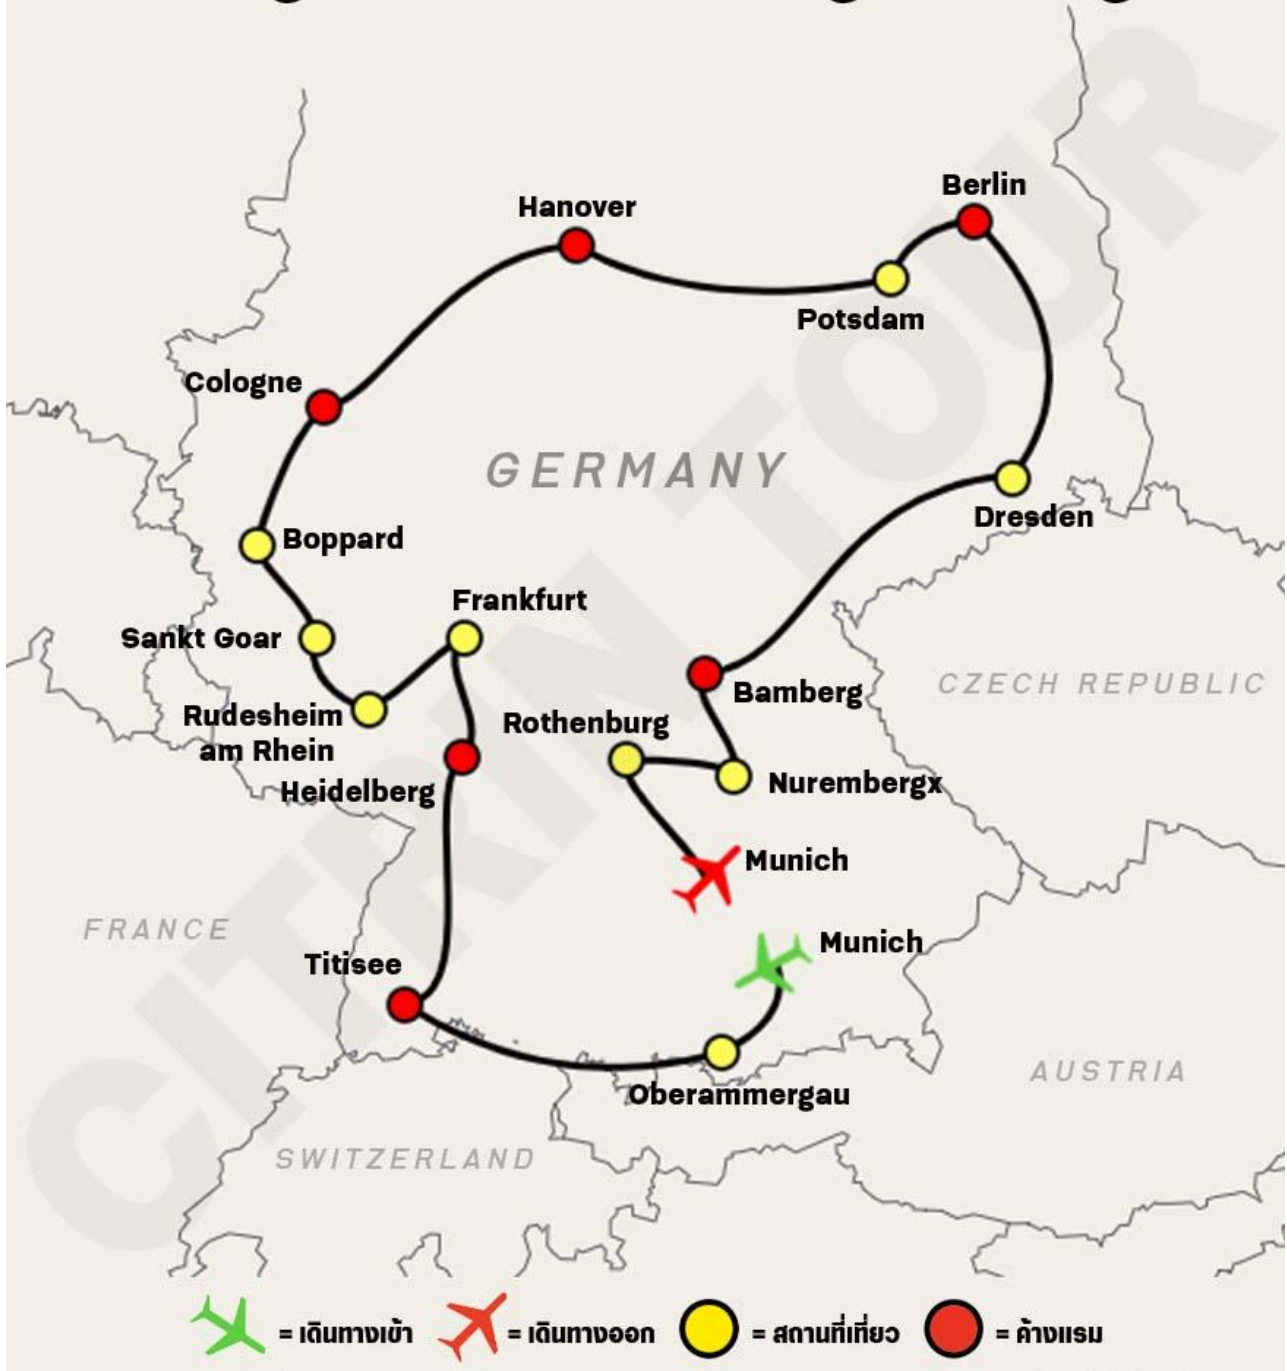 Berlin
Hanover
Potsdam
Cologne
GERMANY
Dresden
Boppard
Frankfurt
Sankt Goar
CZECH REPUBLIC
Bamberg
Rothenburg
Rudesheim
am Rhein
Nurembergx
Heidelberg
Munich
FRANCE
Munich
Titisee
AUSTRIA
Oberammergau
SWITZERLAND
CITRIN TOUR
= เดินทางเข้า = เดินทางออก = สถานที่เที่ยว = ค้างแรม